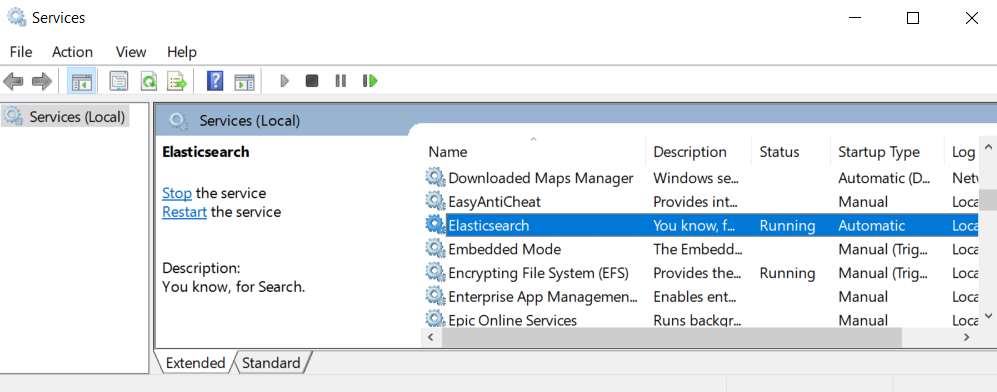 Services
File Action View Help
Services (Local)
Services (Local)
Elasticsearch
Stop the service
Restart the service
Description:
You know, for Search.
Name Description Status Startup Type Log
Downloaded Maps Manager Windows se... Automatic (D... Net
EasyAntiCheat Provides int... Manual Loca
Elasticsearch You know, f... Running Automatic Loca
Embedded Mode The Embedd... Manual (Trig... Loca
Encrypting File System (EFS) Provides the... Running Manual (Trig... Loca
Enterprise App Managemen... Enables ent... Manual Loca
Epic Online Services Runs backgr... Manual Loca
Extended Standard